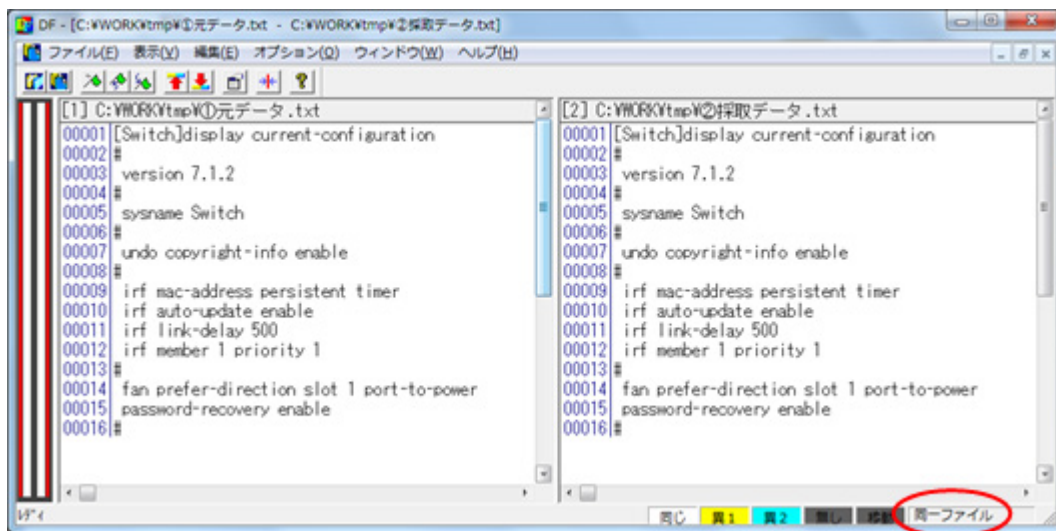 DF - [C:¥WORK¥tmp¥①元データ.txt - C:¥WORK¥tmp¥②採取データ.txt]
ファイル(F) 表示(V) 編集(E) オプション(O) ウィンドウ(W) ヘルプ(H)
[1] C:¥WORK¥tmp¥①元データ.txt
00001 [Switch]display current-configuration
00002 #
00003 version 7.1.2
00004 #
00005 sysname Switch
00006 #
00007 undo copyright-info enable
00008 #
00009 irf mac-address persistent timer
00010 irf auto-update enable
00011 irf link-delay 500
00012 irf member 1 priority 1
00013 #
00014 fan prefer-direction slot 1 port-to-power
00015 password-recovery enable
00016 #
[2] C:¥WORK¥tmp¥②採取データ.txt
00001 [Switch]display current-configuration
00002 #
00003 version 7.1.2
00004 #
00005 sysname Switch
00006 #
00007 undo copyright-info enable
00008 #
00009 irf mac-address persistent timer
00010 irf auto-update enable
00011 irf link-delay 500
00012 irf member 1 priority 1
00013 #
00014 fan prefer-direction slot 1 port-to-power
00015 password-recovery enable
00016 #
ﾚﾃﾞｨ 同じ 異1 異2 無し 移動 同一ファイル